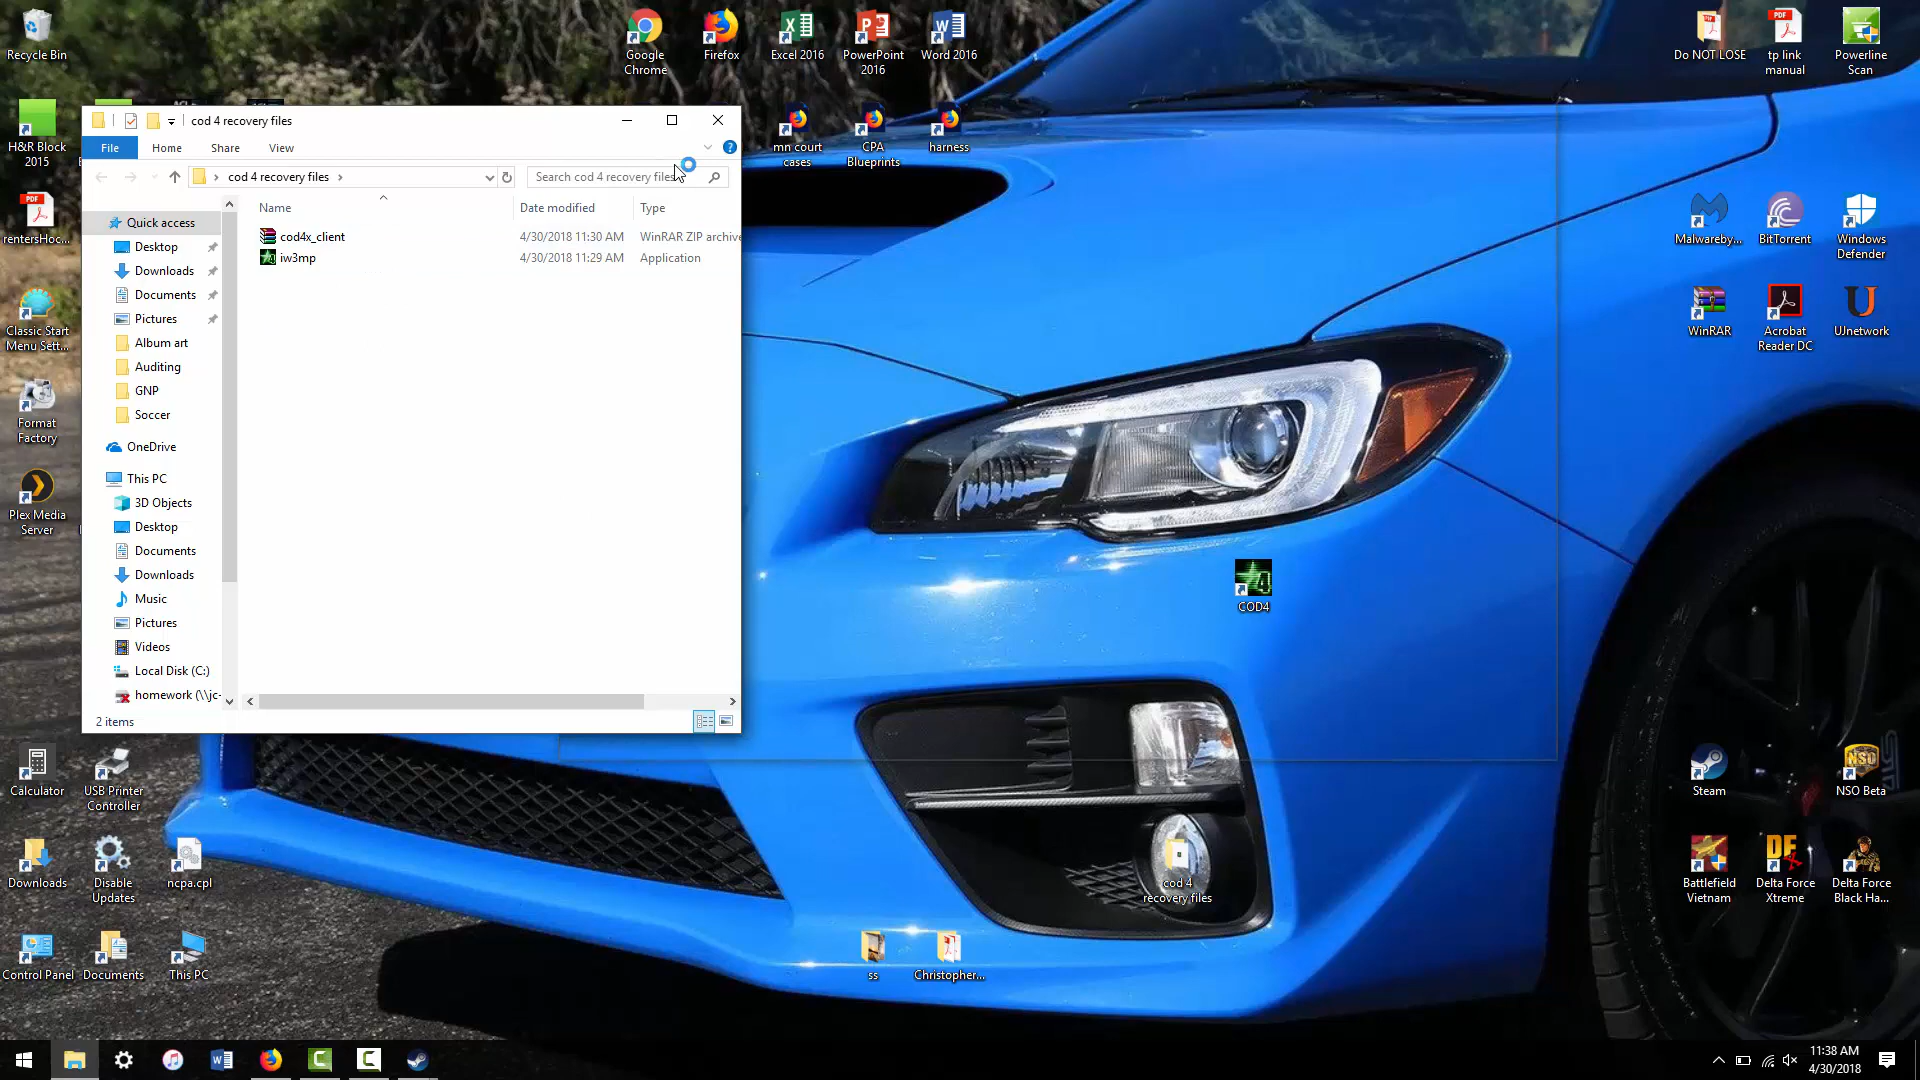 Recycle Bin
Google
Chrome
Firefox
Excel 2016
PowerPoint
2016
Word 2016
Do NOT LOSE
tp link
manual
Powerline
Scan
H&R Block
2015
cod 4 recovery files
File
Home
Share
View
cod 4 recovery files
Search cod 4 recovery files
mn court
cases
CPA
Blueprints
harness
Name
Date modified
Type
cod4x_client
4/30/2018 11:30 AM
WinRAR ZIP archive
iw3mp
4/30/2018 11:29 AM
Application
Quick access
Desktop
Downloads
Documents
Pictures
Album art
Auditing
GNP
Soccer
OneDrive
This PC
3D Objects
Desktop
Documents
Downloads
Music
Pictures
Videos
Local Disk (C:)
homework (\\jc-
2 items
rentersHoc...
Classic Start
Menu Sett...
Format
Factory
Plex Media
Server
Malwareby...
BitTorrent
Windows
Defender
WinRAR
Acrobat
Reader DC
UJnetwork
COD4
Calculator
USB Printer
Controller
Steam
NSO Beta
Downloads
Disable
Updates
ncpa.cpl
cod 4
recovery files
Battlefield
Vietnam
Delta Force
Xtreme
Delta Force
Black Ha...
Control Panel
Documents
This PC
ss
Christopher...
11:38 AM
4/30/2018